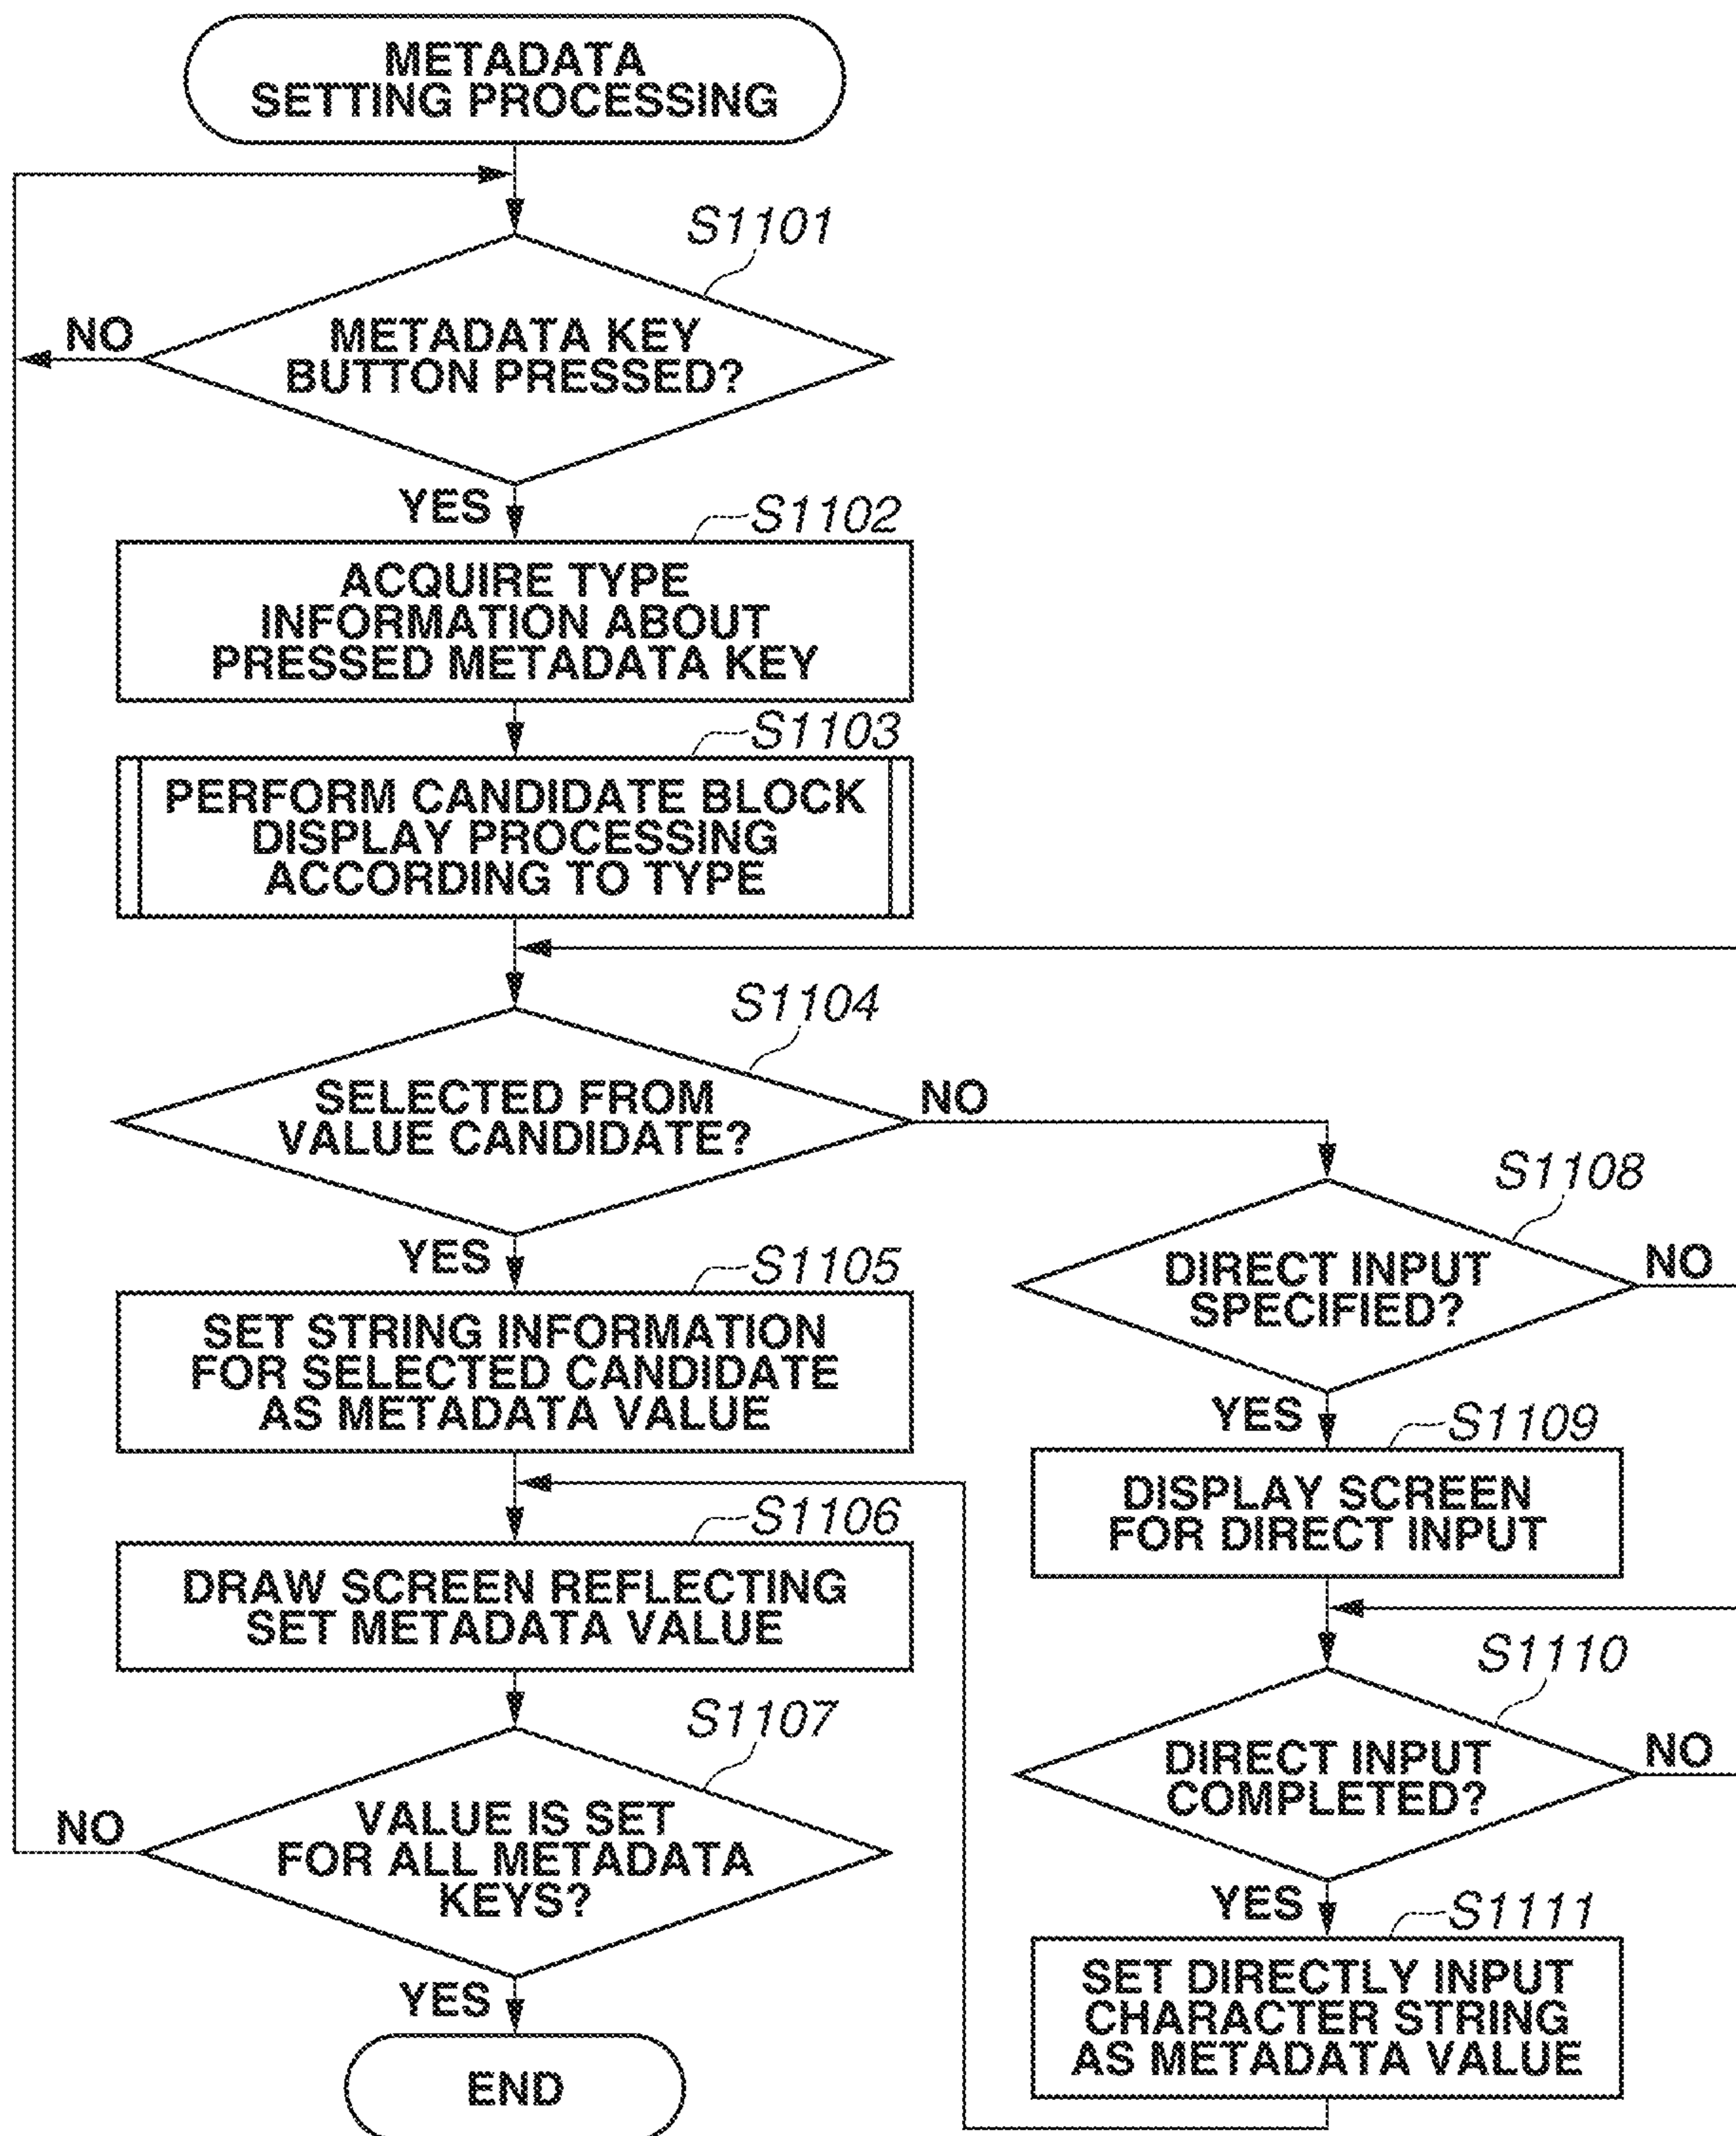 METADATA
SETTING PROCESSING
S1101
METADATA KEY
BUTTON PRESSED?
NO
YES
S1102
ACQUIRE TYPE
INFORMATION ABOUT
PRESSED METADATA KEY
S1103
PERFORM CANDIDATE BLOCK
DISPLAY PROCESSING
ACCORDING TO TYPE
S1104
SELECTED FROM
VALUE CANDIDATE?
NO
YES
S1105
SET STRING INFORMATION
FOR SELECTED CANDIDATE
AS METADATA VALUE
S1106
DRAW SCREEN REFLECTING
SET METADATA VALUE
S1107
VALUE IS SET
FOR ALL METADATA
KEYS?
NO
YES
END
S1108
DIRECT INPUT
SPECIFIED?
NO
YES
S1109
DISPLAY SCREEN
FOR DIRECT INPUT
S1110
DIRECT INPUT
COMPLETED?
NO
YES
S1111
SET DIRECTLY INPUT
CHARACTER STRING
AS METADATA VALUE